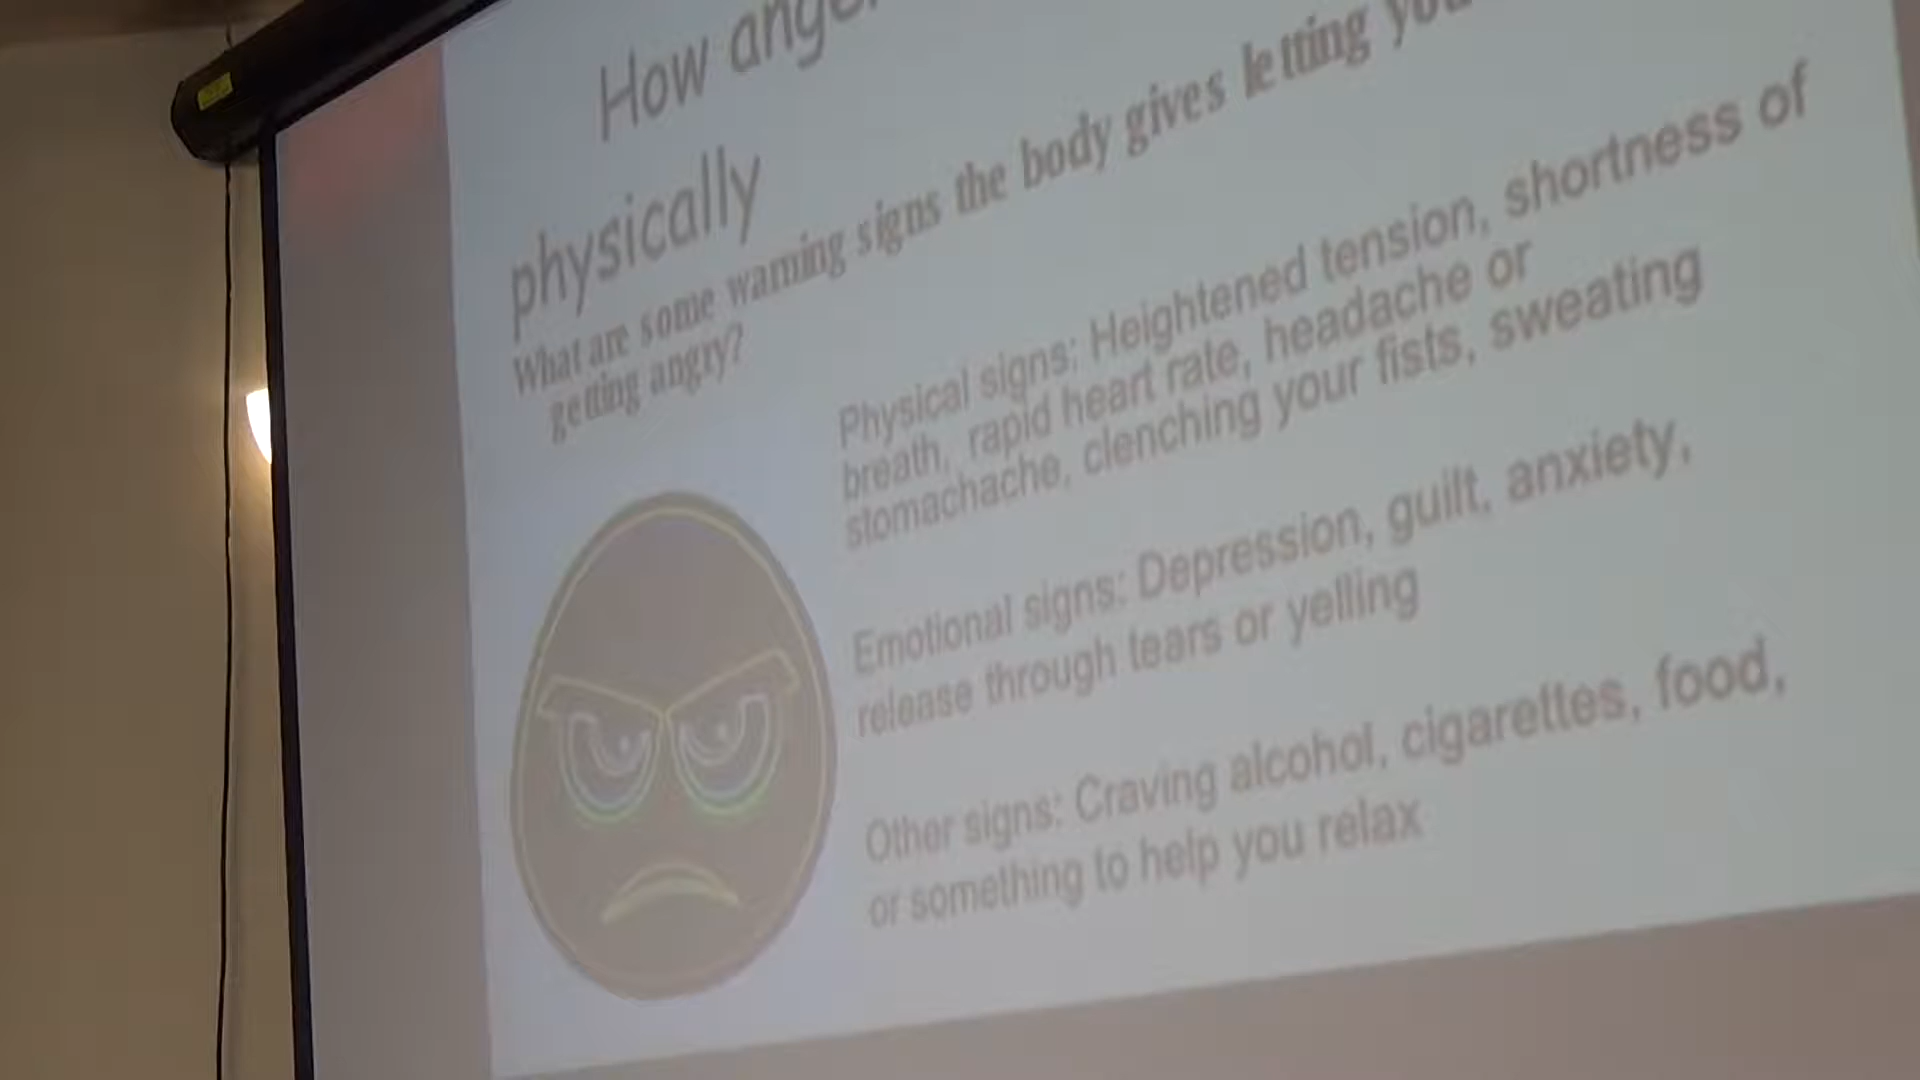 How
physically
What are some warning signs the body gives letting
getting angry?
Physical signs: Heightened tension, shortness of
breath, rapid heart rate, headache or
stomachache, clenching your fists, sweating
Emotional signs: Depression, guilt, anxiety,
release through tears or yelling
Other signs: Craving alcohol, cigarettes, food,
or something to help you relax